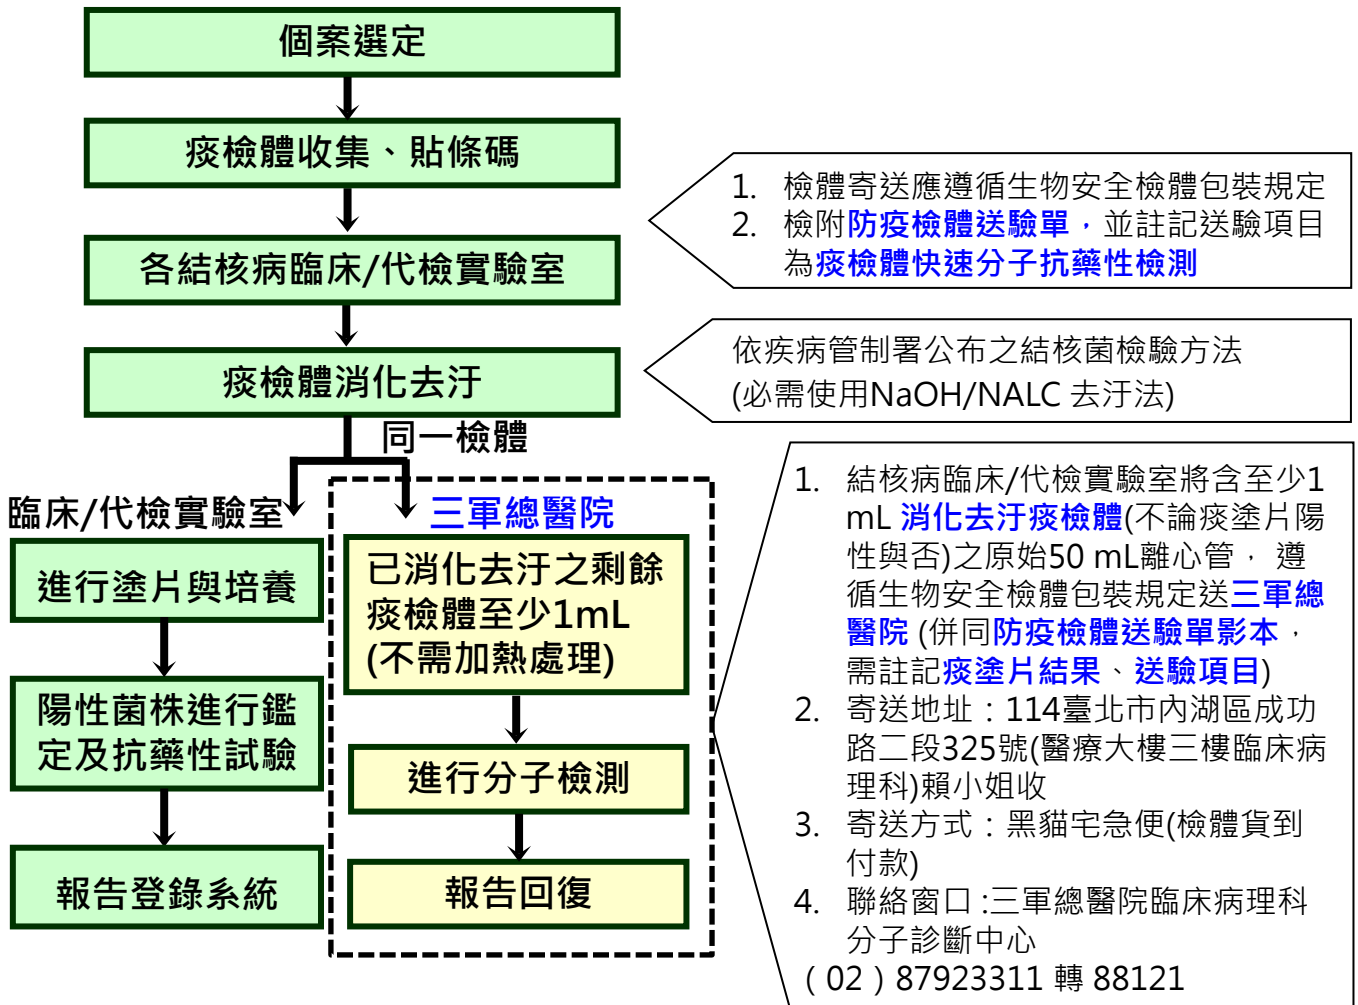 個案選定
痰檢體收集、貼條碼
各結核病臨床/代檢實驗室
痰檢體消化去汙
同一檢體
1. 檢體寄送應遵循生物安全檢體包裝規定
2. 檢附防疫檢體送驗單，並註記送驗項目
為痰檢體快速分子抗藥性檢測
依疾病管制署公布之結核菌檢驗方法
(必需使用NaOH/NALC 去汙法)
臨床/代檢實驗室
進行塗片與培養
陽性菌株進行鑑
定及抗藥性試驗
報告登錄系統
三軍總醫院
已消化去汙之剩餘
痰檢體至少1mL
(不需加熱處理)
進行分子檢測
報告回復
1. 結核病臨床/代檢實驗室將含至少1
mL 消化去汙痰檢體(不論痰塗片陽
性與否)之原始50 mL離心管， 遵
循生物安全檢體包裝規定送三軍總
醫院 (併同防疫檢體送驗單影本，
需註記痰塗片結果、送驗項目)
2. 寄送地址：114臺北市內湖區成功
路二段325號(醫療大樓三樓臨床病
理科)賴小姐收
3. 寄送方式：黑貓宅急便(檢體貨到
付款)
4. 聯絡窗口:三軍總醫院臨床病理科
分子診斷中心
（02）87923311 轉 88121